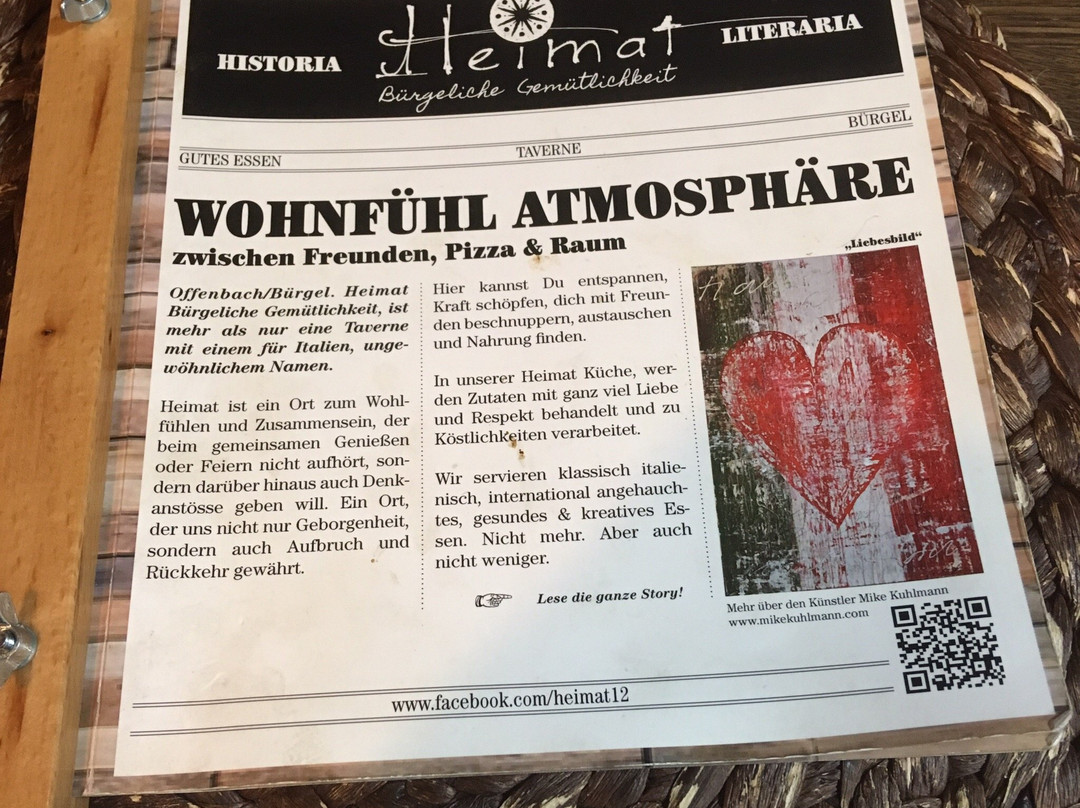 HISTORIA
Heimat
LITERARIA
Bürgeliche Gemütlichkeit
GUTES ESSEN
TAVERNE
BÜRGEL
WOHNFÜHL ATMOSPHÄRE
zwischen Freunden, Pizza & Raum
Offenbach/Bürgel. Heimat
Bürgeliche Gemütlichkeit, ist
mehr als nur eine Taverne
mit einem für Italien, unge-
wöhnlichem Namen.
Heimat ist ein Ort zum Wohl-
fühlen und Zusammensein, der
beim gemeinsamen Genießen
oder Feiern nicht aufhört, son-
dern darüber hinaus auch Denk-
anstösse geben will. Ein Ort,
der uns nicht nur Geborgenheit,
sondern auch Aufbruch und
Rückkehr gewährt.
Hier kannst Du entspannen,
Kraft schöpfen, dich mit Freun-
den beschnuppern, austauschen
und Nahrung finden.
In unserer Heimat Küche, wer-
den Zutaten mit ganz viel Liebe
und Respekt behandelt und zu
Köstlichkeiten verarbeitet.
Wir servieren klassisch italie-
nisch, international angehauch-
tes, gesundes & kreatives Es-
sen. Nicht mehr. Aber auch
nicht weniger.
Lese die ganze Story!
„Liebesbild“
Mehr über den Künstler Mike Kuhlmann
www.mikekuhlmann.com
www.facebook.com/heimat12